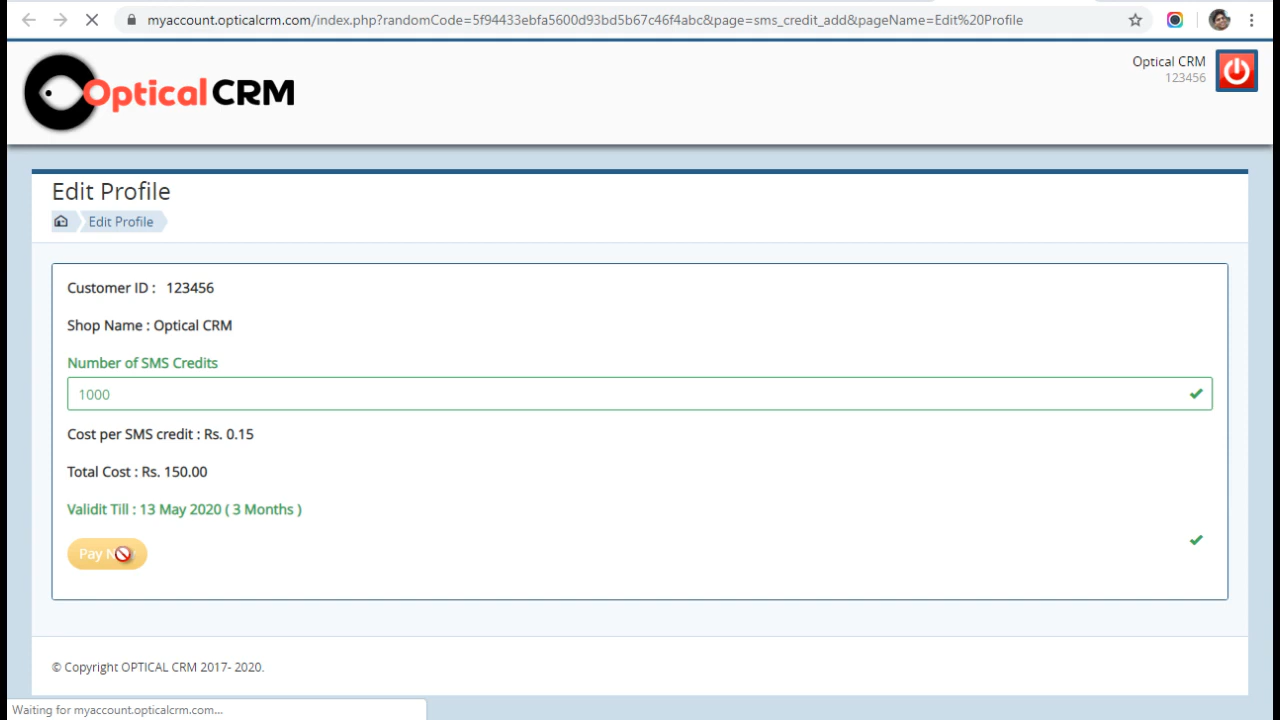 myaccount.opticalcrm.com/index.php?randomCode=5f94433ebfa5600d93bd5b67c46f4abc&page=sms_credit_add&pageName=Edit%20Profile
Optical CRM
Optical CRM
123456
Edit Profile
Edit Profile
Customer ID : 123456
Shop Name : Optical CRM
Number of SMS Credits
1000
Cost per SMS credit : Rs. 0.15
Total Cost : Rs. 150.00
Validit Till : 13 May 2020 ( 3 Months )
Pay
© Copyright OPTICAL CRM 2017- 2020.
Waiting for myaccount.opticalcrm.com...